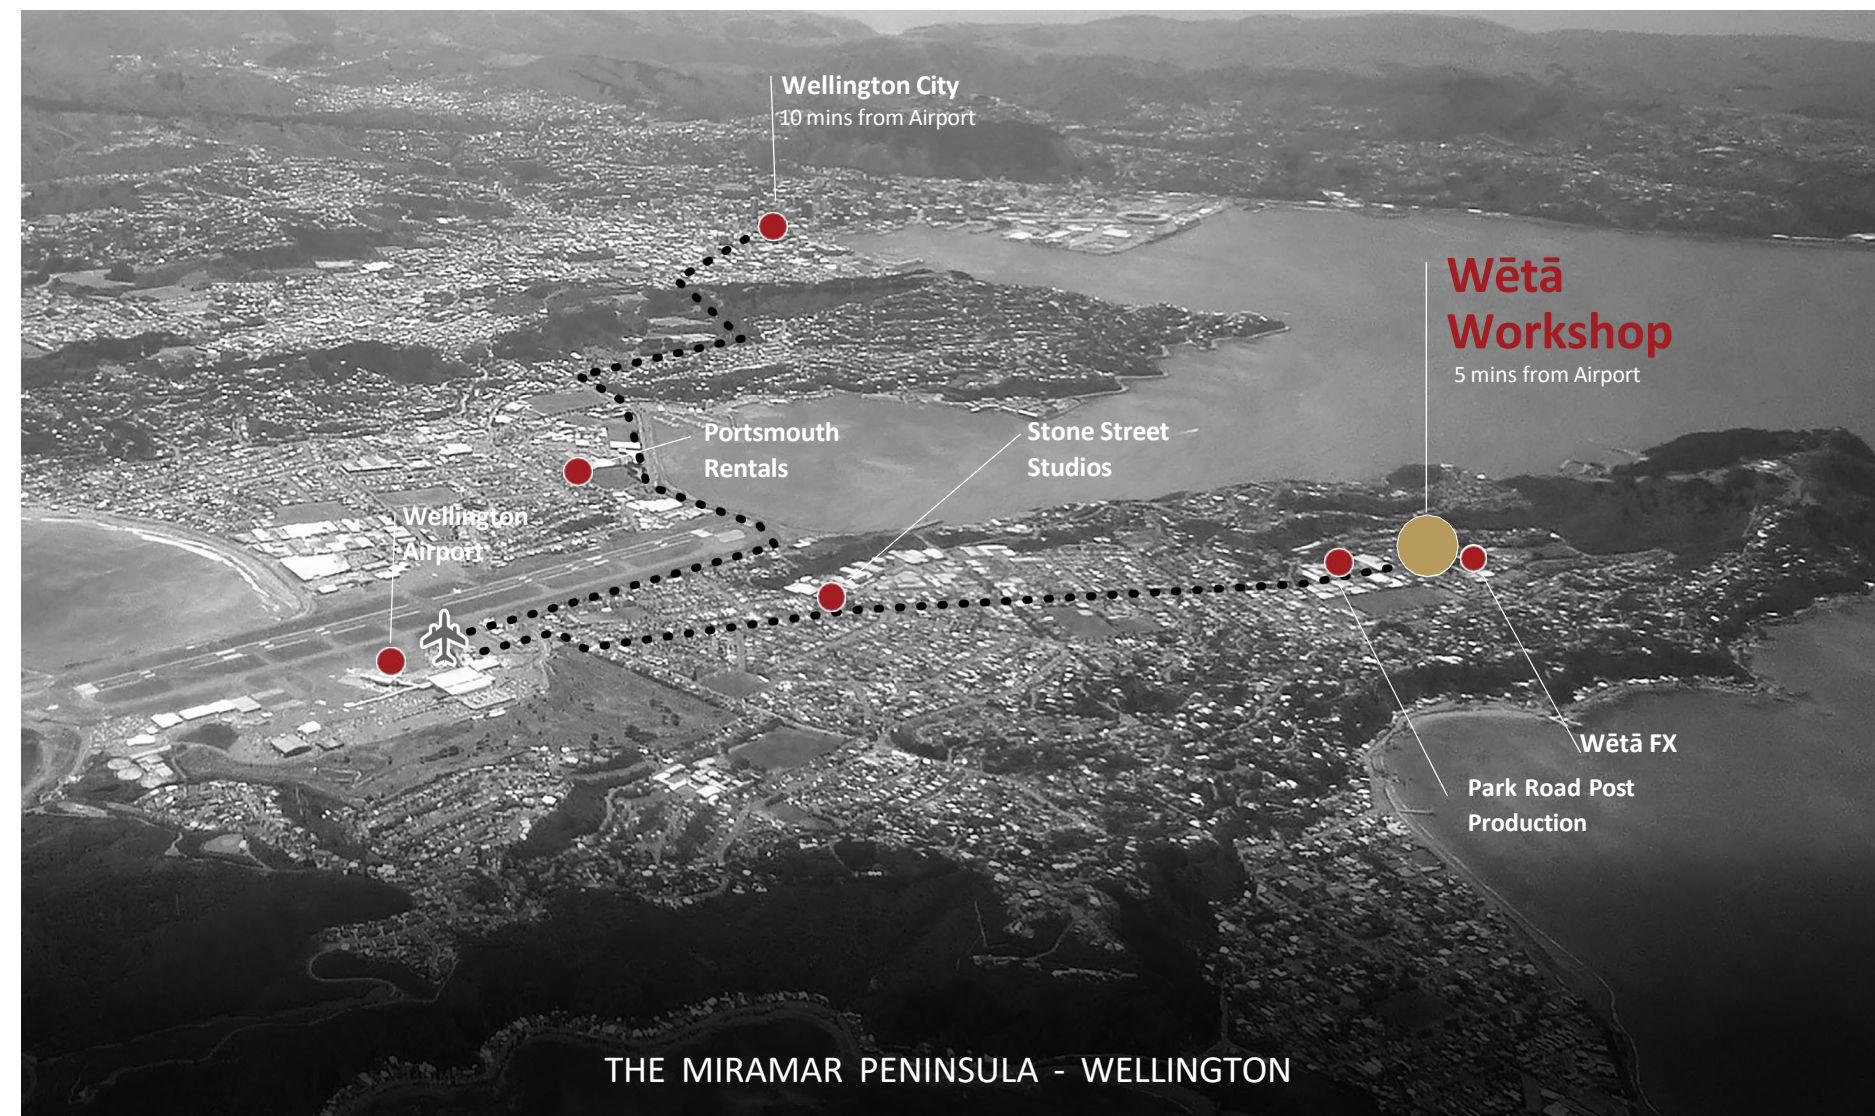 Wellington City
10 mins from Airport
Wētā
Workshop
5 mins from Airport
Portsmouth
Rentals
Stone Street
Studios
Wellington
Airport
Wētā FX
Park Road Post
Production
THE MIRAMAR PENINSULA - WELLINGTON